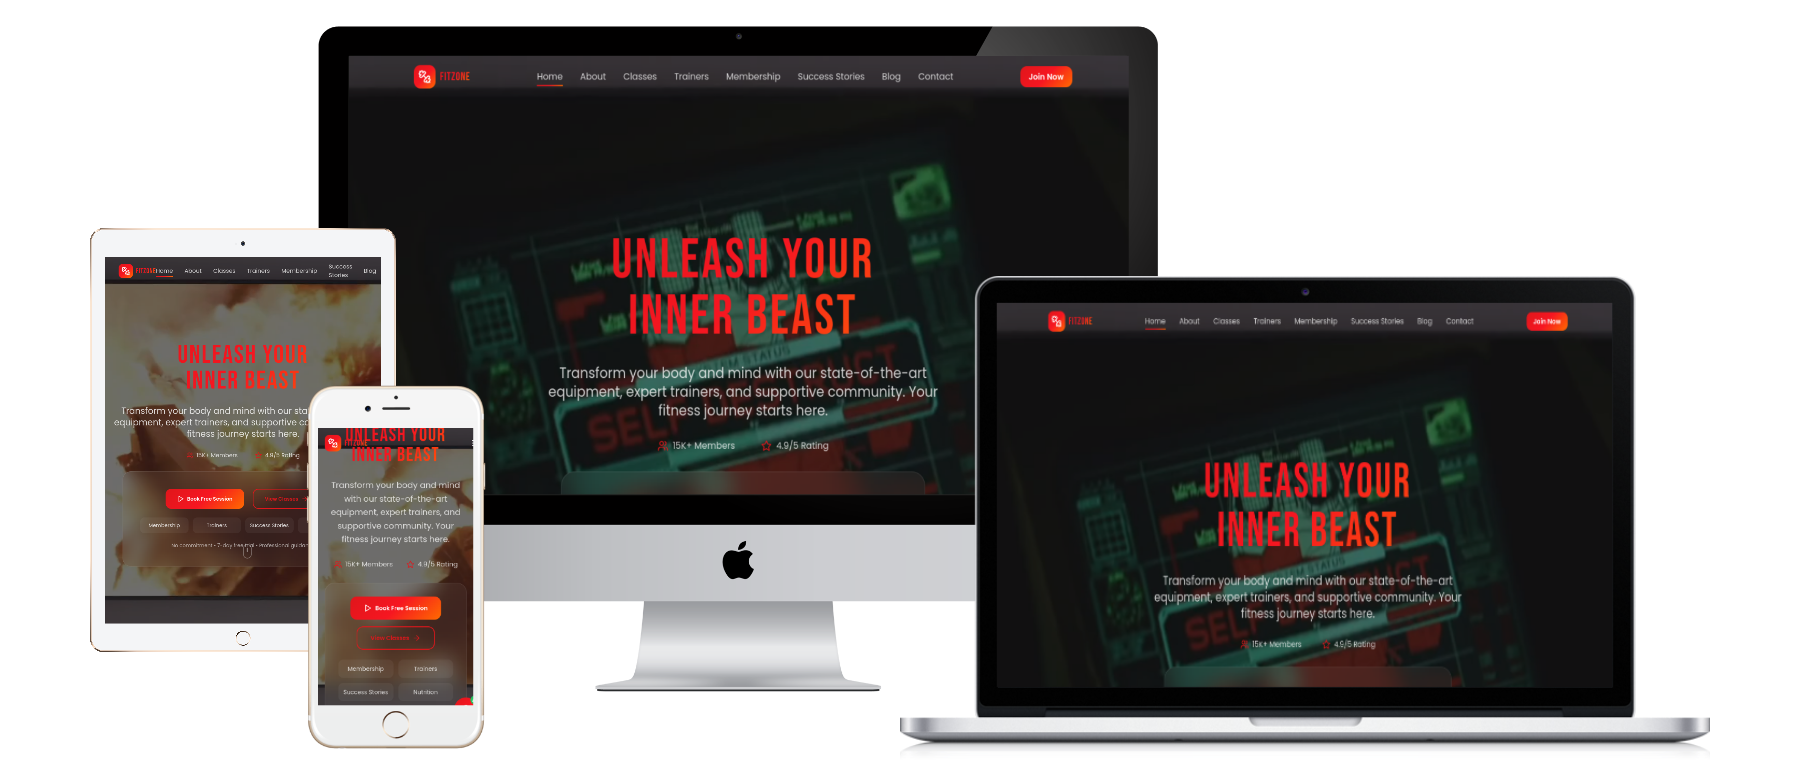 FITZONE
Home About Classes Trainers Membership Success Stories Blog Contact
Join Now
UNLEASH YOUR
INNER BEAST
SYSTEM STATUS
SELF DESTRUCT
Transform your body and mind with our state-of-the-art
equipment, expert trainers, and supportive community. Your
fitness journey starts here.
15K+ Members 4.9/5 Rating
FITZONE
Home About Classes Trainers Membership Success
Stories Blog
UNLEASH YOUR
INNER BEAST
Transform your body and mind with our
equipment, expert trainers, and supportive
fitness journey starts here.
15K+ Members 4.9/5 Rating
Book Free Session View Classes
Membership Trainers Success Stories
No commitment • 7-day free trial • Professional
FITZONE
UNLEASH YOUR
INNER BEAST
Transform your body and mind
with our state-of-the-art
equipment, expert trainers, and
supportive community. Your
fitness journey starts here.
15K+ Members 4.9/5 Rating
Book Free Session
View Classes
Membership Trainers
Success Stories Nutrition
FITZONE
Home About Classes Trainers Membership Success Stories Blog Contact
Join Now
UNLEASH YOUR
INNER BEAST
Transform your body and mind with our state-of-the-art
equipment, expert trainers, and supportive community. Your
fitness journey starts here.
15K+ Members 4.9/5 Rating